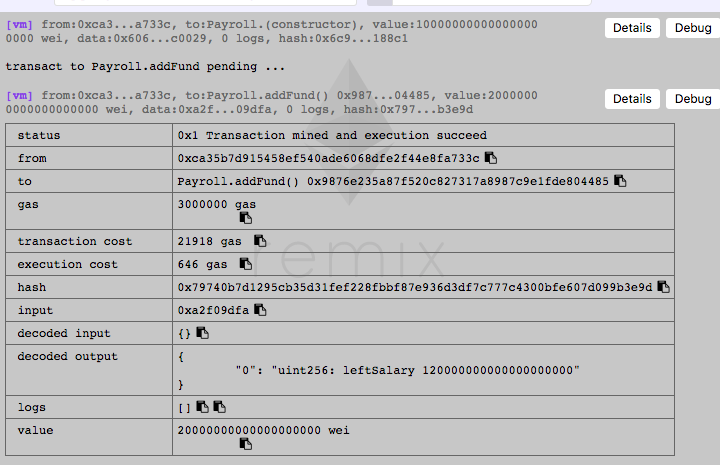 [vm] from:0xca3...a733c, to:Payroll.(constructor), value:10000000000000000
0000 wei, data:0x606...c0029, 0 logs, hash:0x6c9...188c1
Details
Debug
transact to Payroll.addFund pending ...
[vm] from:0xca3...a733c, to:Payroll.addFund() 0x987...04485, value:2000000
0000000000000 wei, data:0xa2f...09dfa, 0 logs, hash:0x797...b3e9d
Details
Debug
status 0x1 Transaction mined and execution succeed
from 0xca35b7d915458ef540ade6068dfe2f44e8fa733c
to Payroll.addFund() 0x9876e235a87f520c827317a8987c9e1fde804485
gas 3000000 gas
transaction cost 21918 gas
execution cost 646 gas
hash 0x79740b7d1295cb35d31fef228fbbf87e936d3df7c777c4300bfe607d099b3e9d
input 0xa2f09dfa
decoded input {}
decoded output {
"0": "uint256: leftSalary 120000000000000000000"
}
logs []
value 20000000000000000000 wei
remix